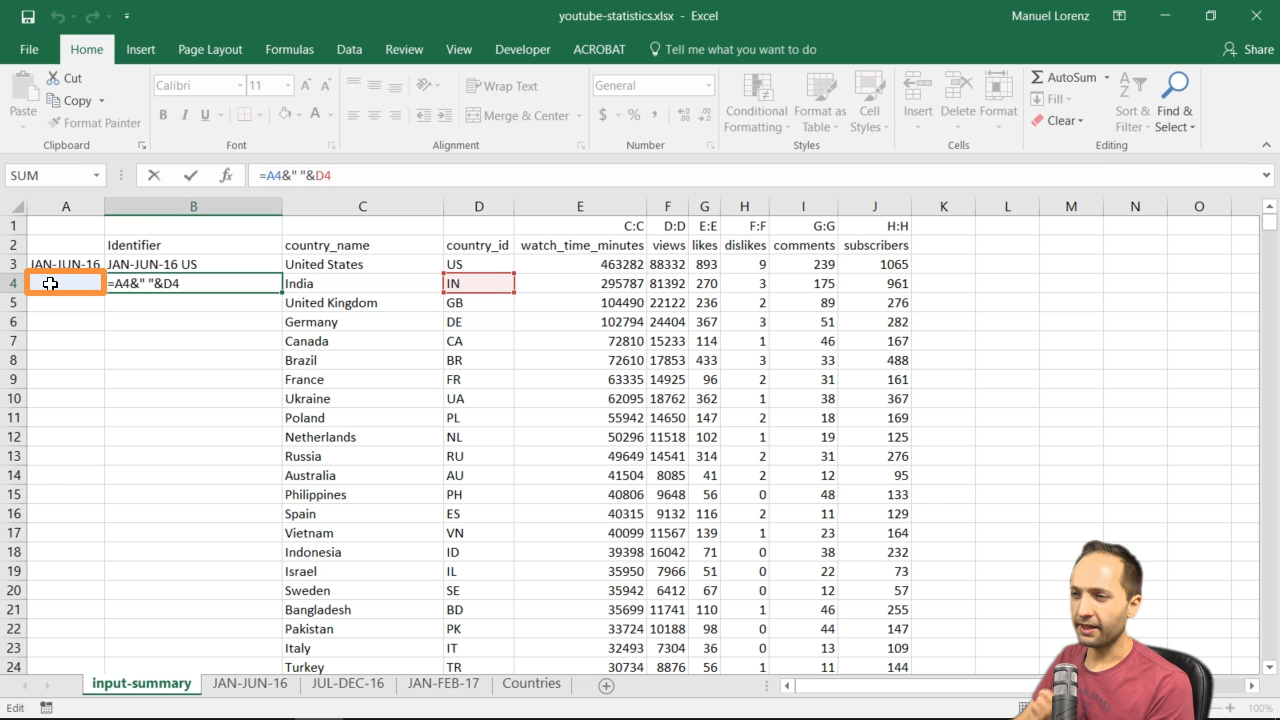 youtube-statistics.xlsx - Excel
Manuel Lorenz
File Home Insert Page Layout Formulas Data Review View Developer ACROBAT Tell me what you want to do Share
Paste Cut Copy Format Painter
Clipboard
Calibri 11
B I U A
Font
Wrap Text
Merge & Center
Alignment
General
$ % ,
Number
Conditional Formatting
Format as Table
Cell Styles
Styles
Insert Delete Format
Cells
AutoSum
Fill
Clear
Sort & Filter
Find & Select
Editing
SUM fx =A4&" "&D4
A B C D E F G H I J K L M N O
1 C:C D:D E:E F:F G:G H:H
2 Identifier country_name country_id watch_time_minutes views likes dislikes comments subscribers
3 JAN-JUN-16 JAN-JUN-16 US United States US 463282 88332 893 9 239 1065
4 =A4&" "&D4 India IN 295787 81392 270 3 175 961
5 United Kingdom GB 104490 22122 236 2 89 276
6 Germany DE 102794 24404 367 3 51 282
7 Canada CA 72810 15233 114 1 46 167
8 Brazil BR 72610 17853 433 3 33 488
9 France FR 63335 14925 96 2 31 161
10 Ukraine UA 62095 18762 362 1 38 367
11 Poland PL 55942 14650 147 2 18 169
12 Netherlands NL 50296 11518 102 1 19 125
13 Russia RU 49649 14541 314 2 31 276
14 Australia AU 41504 8085 41 2 12 95
15 Philippines PH 40806 9648 56 0 48 133
16 Spain ES 40315 9132 116 2 11 129
17 Vietnam VN 40099 11567 139 1 23 164
18 Indonesia ID 39398 16042 71 0 38 232
19 Israel IL 35950 7966 51 0 22 73
20 Sweden SE 35942 6412 67 0 12 57
21 Bangladesh BD 35699 11741 110 1 46 255
22 Pakistan PK 33724 10188 98 0 44 147
23 Italy IT 32493 7304 36 0 13 109
24 Turkey TR 30734 8876 56 1 11 144
input-summary JAN-JUN-16 JUL-DEC-16 JAN-FEB-17 Countries
Edit 100%